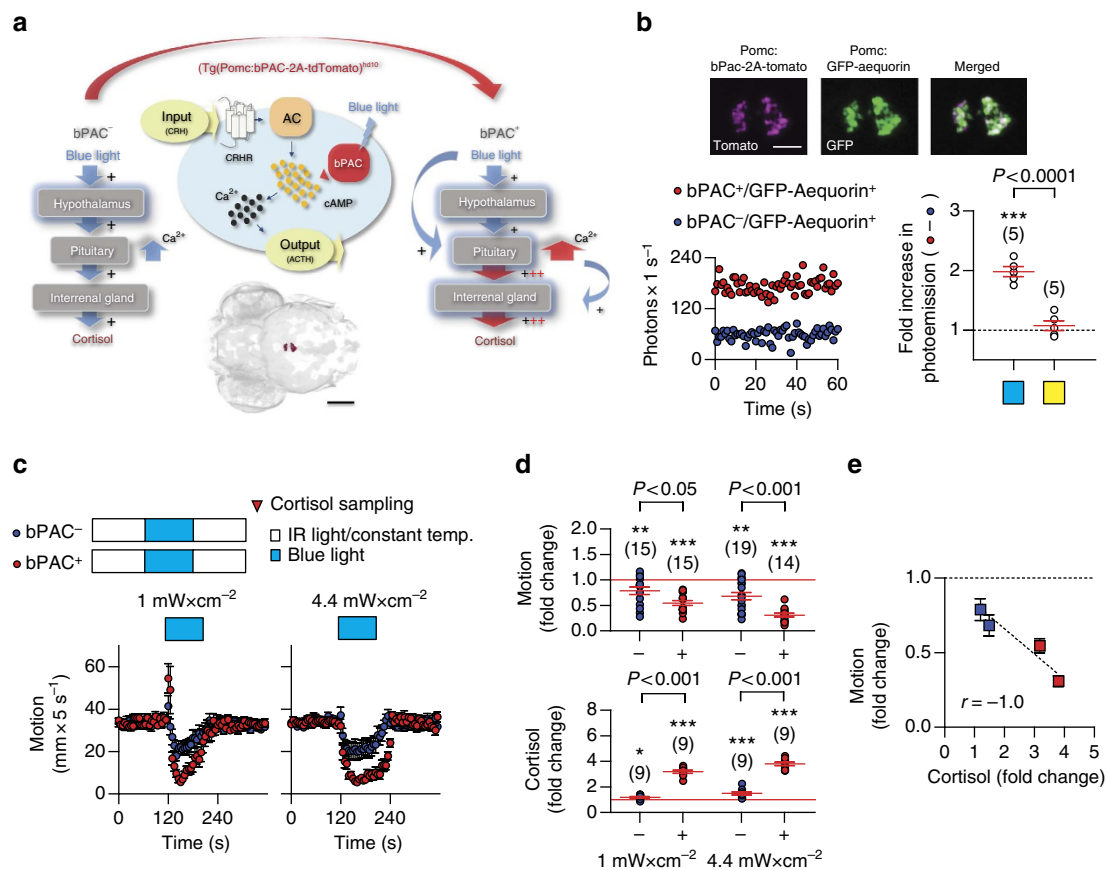 a
(Tg(Pomc:bPAC-2A-tdTomato)hd10
bPAC−
Blue light
+
Hypothalamus
+
Pituitary
Ca2+
+
Interrenal gland
+
Cortisol
Input
(CRH)
CRHR
AC
Blue light
bPAC
cAMP
Ca2+
Output
(ACTH)
bPAC+
Blue light
+
Hypothalamus
+
+
Pituitary
Ca2+
+++
Interrenal gland
+
+++
Cortisol
b
Pomc:
bPac-2A-tomato
Pomc:
GFP-aequorin
Merged
Tomato
GFP
bPAC+/GFP-Aequorin+
bPAC−/GFP-Aequorin+
Photons × 1 s−1
240
120
0
0 20 40 60
Time (s)
Fold increase in
photoemission ( – )
P<0.0001
***
(5)
(5)
3
2
1
c
Cortisol sampling
bPAC−
bPAC+
IR light/constant temp.
Blue light
1 mW×cm−2
4.4 mW×cm−2
Motion
(mm× 5 s−1)
60
40
20
0
0 120 240
Time (s)
0 120 240
Time (s)
d
P<0.05
P<0.001
Motion
(fold change)
2.0
1.5
1.0
0.5
0.0
**
(15)
***
(15)
**
(19)
***
(14)
− + − +
P<0.001
P<0.001
Cortisol
(fold change)
8
6
4
2
0
*
(9)
***
(9)
***
(9)
***
(9)
− + − +
1 mW×cm−2
4.4 mW×cm−2
e
Motion
(fold change)
1.0
0.5
0.0
r = −1.0
0 1 2 3 4 5
Cortisol (fold change)